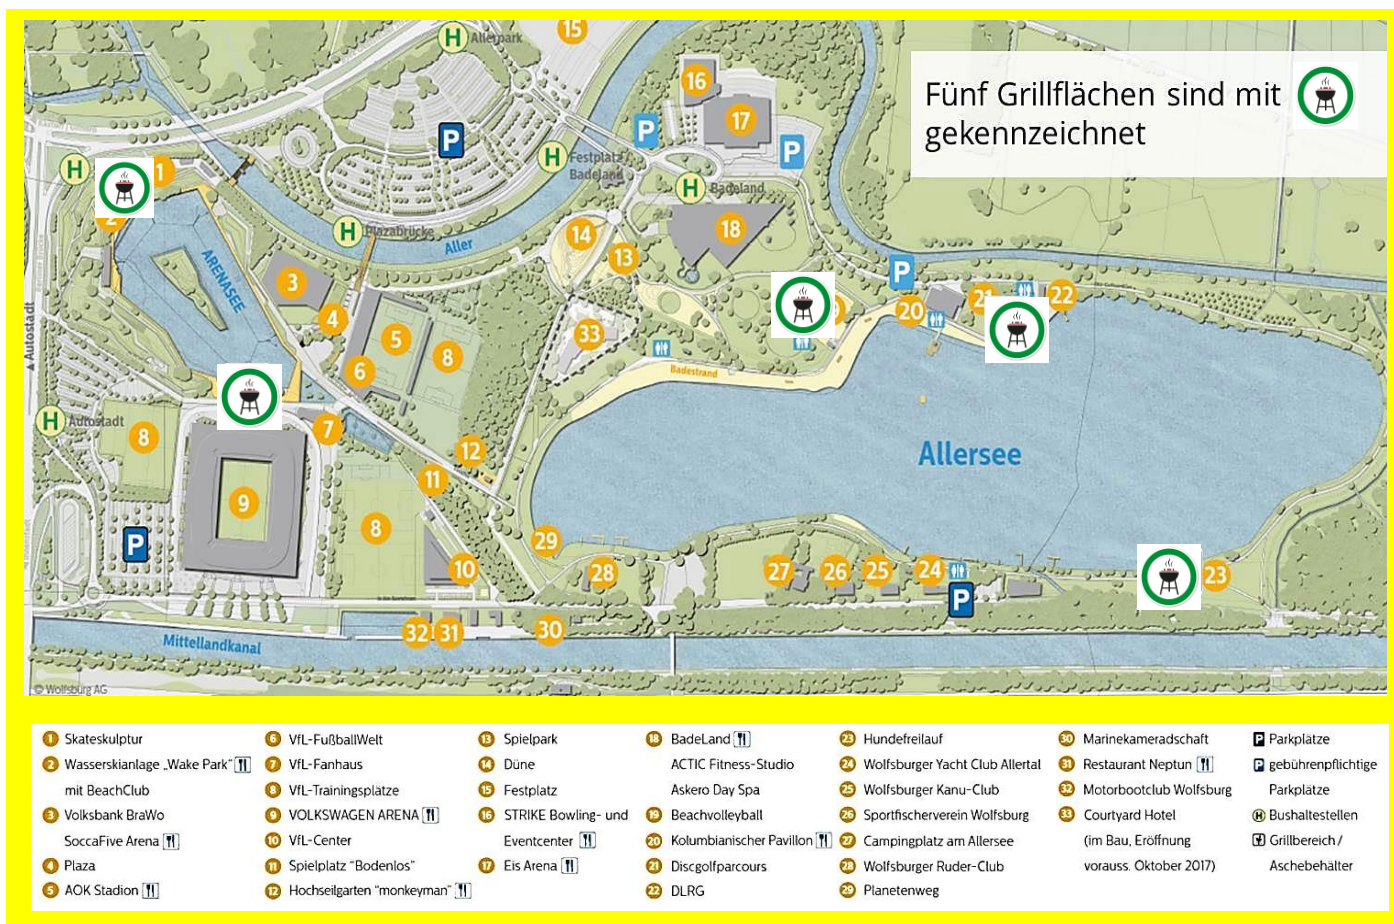 Fünf Grillflächen sind mit
gekennzeichnet
15
H Allerpark
16
P
17
P
P
H
1
H Festplatz
Badeland
H Badeland
2
H Plazabrücke
Aller
14
18
13
ARENASEE
3
P
20
21
22
4
33
5
8
6
Badestrand
▲ Autostadt
H Autostadt
8
7
12
Allersee
11
9
8
P
29
10
28
27
26
25
24
23
P
32
31
30
Mittellandkanal
© Wolfsburg AG
1 Skateskulptur
2 Wasserskianlage „Wake Park“
mit BeachClub
3 Volksbank BraWo
SoccaFive Arena
4 Plaza
5 AOK Stadion
6 VfL-FußballWelt
7 VfL-Fanhaus
8 VfL-Trainingsplätze
9 VOLKSWAGEN ARENA
10 VfL-Center
11 Spielplatz “Bodenlos”
12 Hochseilgarten “monkeyman”
13 Spielpark
14 Düne
15 Festplatz
16 STRIKE Bowling- und
Eventcenter
17 Eis Arena
18 BadeLand
ACTIC Fitness-Studio
Askero Day Spa
19 Beachvolleyball
20 Kolumbianischer Pavillon
21 Discgolfparcours
22 DLRG
23 Hundefreilauf
24 Wolfsburger Yacht Club Allertal
25 Wolfsburger Kanu-Club
26 Sportfischerverein Wolfsburg
27 Campingplatz am Allersee
28 Wolfsburger Ruder-Club
29 Planetenweg
30 Marinekameradschaft
31 Restaurant Neptun
32 Motorbootclub Wolfsburg
33 Courtyard Hotel
(im Bau, Eröffnung
vorauss. Oktober 2017)
P Parkplätze
P gebührenpflichtige
Parkplätze
H Bushaltestellen
Grillbereich /
Aschebehälter